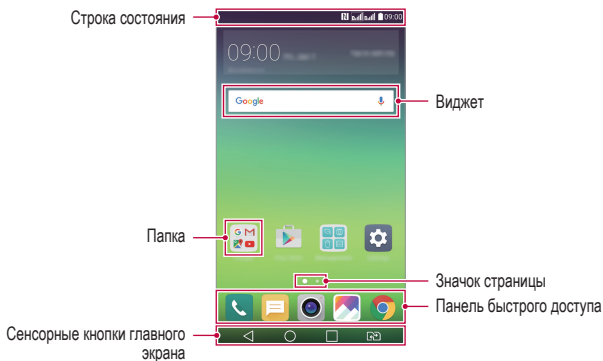 Строка состояния
09:00
09:00
Google
Виджет
Папка
Значок страницы
Панель быстрого доступа
Сенсорные кнопки главного
экрана